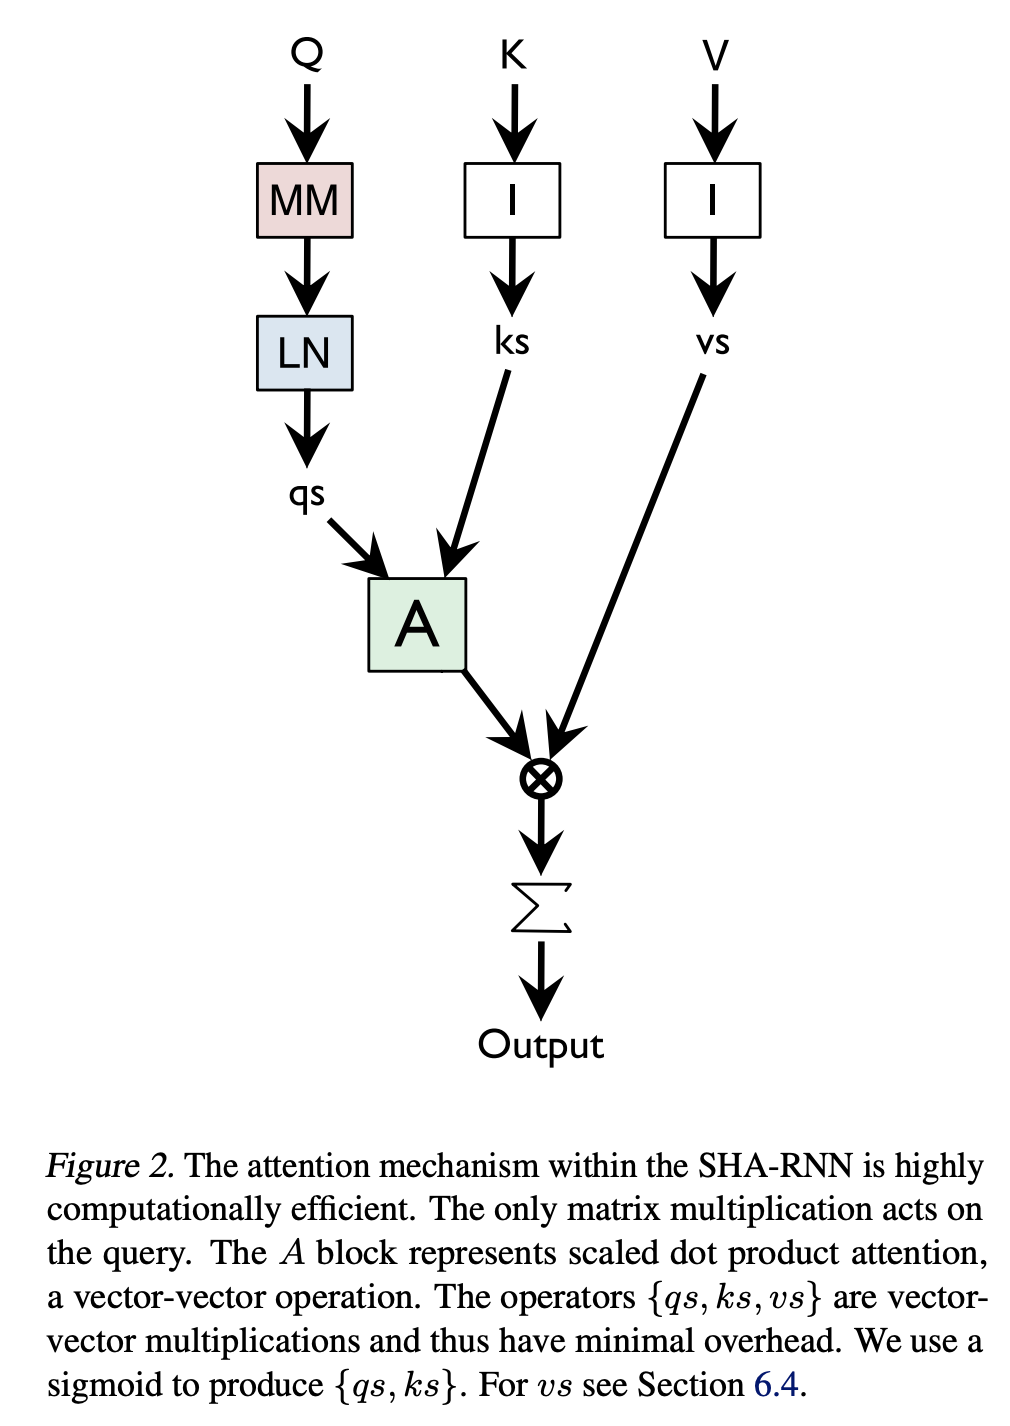 Q K V
MM I I
LN ks vs
qs
A
⊗
Σ
Output
Figure 2. The attention mechanism within the SHA-RNN is highly
computationally efficient. The only matrix multiplication acts on
the query. The A block represents scaled dot product attention,
a vector-vector operation. The operators {qs, ks, vs} are vector-
vector multiplications and thus have minimal overhead. We use a
sigmoid to produce {qs, ks}. For vs see Section 6.4.